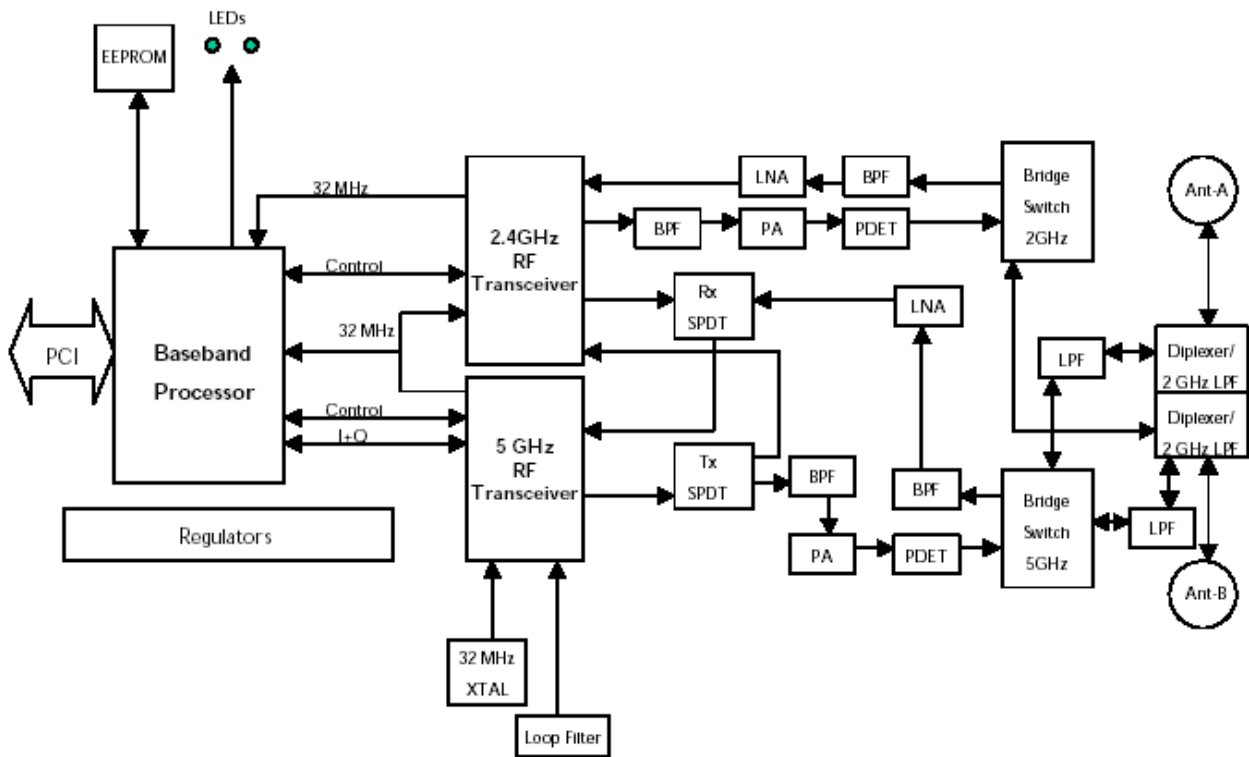 LEDs
EEPROM
32 MHz
LNA
BPF
Bridge
Switch
2GHz
Ant-A
2.4GHz
RF
Transceiver
BPF
PA
PDET
Control
Rx
SPDT
LNA
32 MHz
PCI
Baseband
Processor
LPF
Diplexer/
2 GHz LPF
Diplexer/
2 GHz LPF
Control
I+Q
5 GHz
RF
Transceiver
Tx
SPDT
BPF
BPF
Bridge
Switch
5GHz
LPF
Regulators
PA
PDET
Ant-B
32 MHz
XTAL
Loop Filter